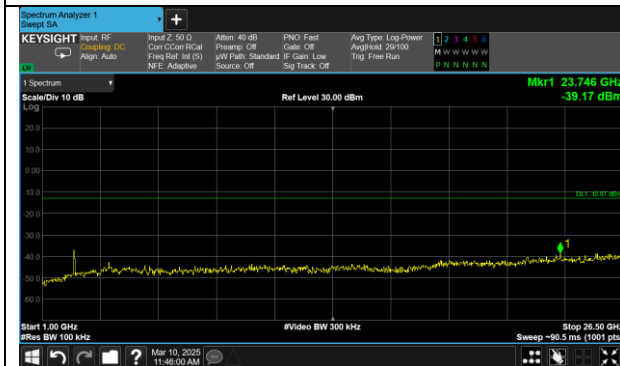 Spectrum Analyzer 1
Swept SA
+
KEYSIGHT Input: RF Input Z: 50 Ω Atten: 40 dB PNO: Fast Avg Type: Log-Power 1 2 3 4 5 6
Coupling: DC Corr CCorr RCal Preamp: Off Gate: Off Avg|Hold: 29/100 M W W W W W
Align: Auto Freq Ref: Int (S) µW Path: Standard IF Gain: Low Trig: Free Run
NFE: Adaptive Source: Off Sig Track: Off P N N N N N
1 Spectrum Mkr1 23.746 GHz
Scale/Div 10 dB Ref Level 30.00 dBm -39.17 dBm
Log
20.0
10.0
0.00
-10.0
DL1 -12.87 dBm
-20.0
-30.0
1
-40.0
-50.0
-60.0
Start 1.00 GHz #Video BW 300 kHz Stop 26.50 GHz
#Res BW 100 kHz Sweep ~90.5 ms (1001 pts)
? Mar 10, 2025
11:46:00 AM